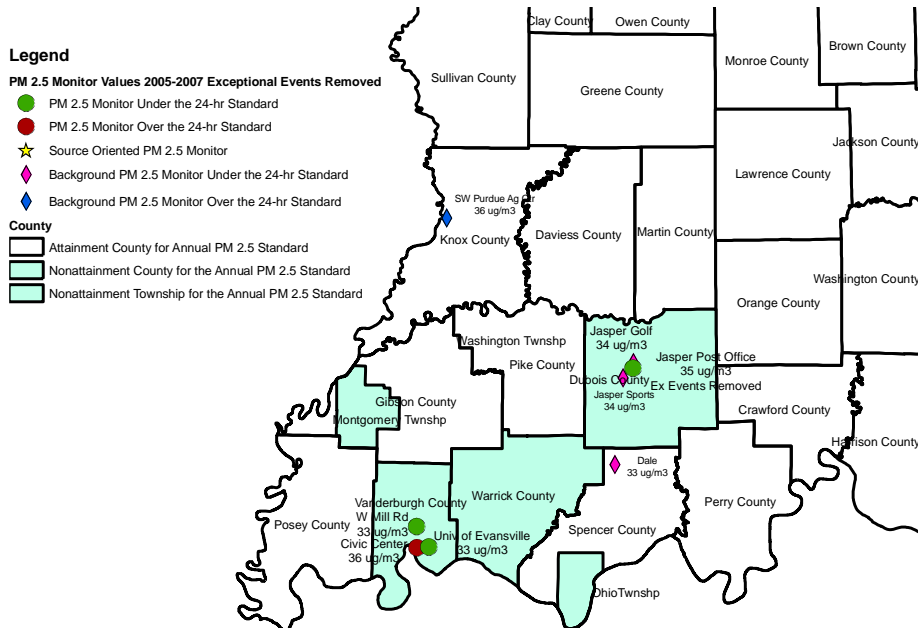 Legend
PM 2.5 Monitor Values 2005-2007 Exceptional Events Removed
PM 2.5 Monitor Under the 24-hr Standard
PM 2.5 Monitor Over the 24-hr Standard
Source Oriented PM 2.5 Monitor
Background PM 2.5 Monitor Under the 24-hr Standard
Background PM 2.5 Monitor Over the 24-hr Standard
County
Attainment County for Annual PM 2.5 Standard
Nonattainment County for the Annual PM 2.5 Standard
Nonattainment Township for the Annual PM 2.5 Standard
Clay County
Owen County
Brown County
Monroe County
Sullivan County
Greene County
Jackson County
Lawrence County
SW Purdue Ag Ctr
36 ug/m3
Knox County
Daviess County
Martin County
Washington County
Orange County
Washington Twnshp
Pike County
Jasper Golf
34 ug/m3
Jasper Post Office
35 ug/m3
Ex Events Removed
Dubois County
Jasper Sports
34 ug/m3
Gibson County
Montgomery Twnshp
Crawford County
Harrison County
Dale
33 ug/m3
Perry County
Warrick County
Spencer County
Vanderburgh County
W Mill Rd
33 ug/m3
Civic Center
36 ug/m3
Univ of Evansville
33 ug/m3
Posey County
OhioTwnshp